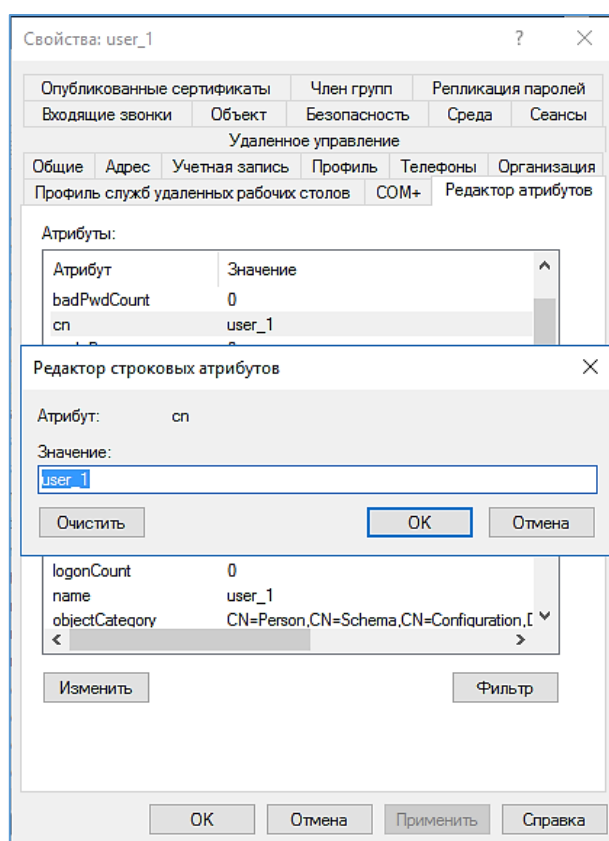 Свойства: user_1 ?
Опубликованные сертификаты Член групп Репликация паролей
Входящие звонки Объект Безопасность Среда Сеансы
Удаленное управление
Общие Адрес Учетная запись Профиль Телефоны Организация
Профиль служб удаленных рабочих столов COM+ Редактор атрибутов
Атрибуты:
Атрибут Значение
badPwdCount 0
cn user_1
Редактор строковых атрибутов
Атрибут: cn
Значение:
user_1
Очистить OK Отмена
logonCount 0
name user_1
objectCategory CN=Person,CN=Schema,CN=Configuration,
Изменить Фильтр
OK Отмена Применить Справка